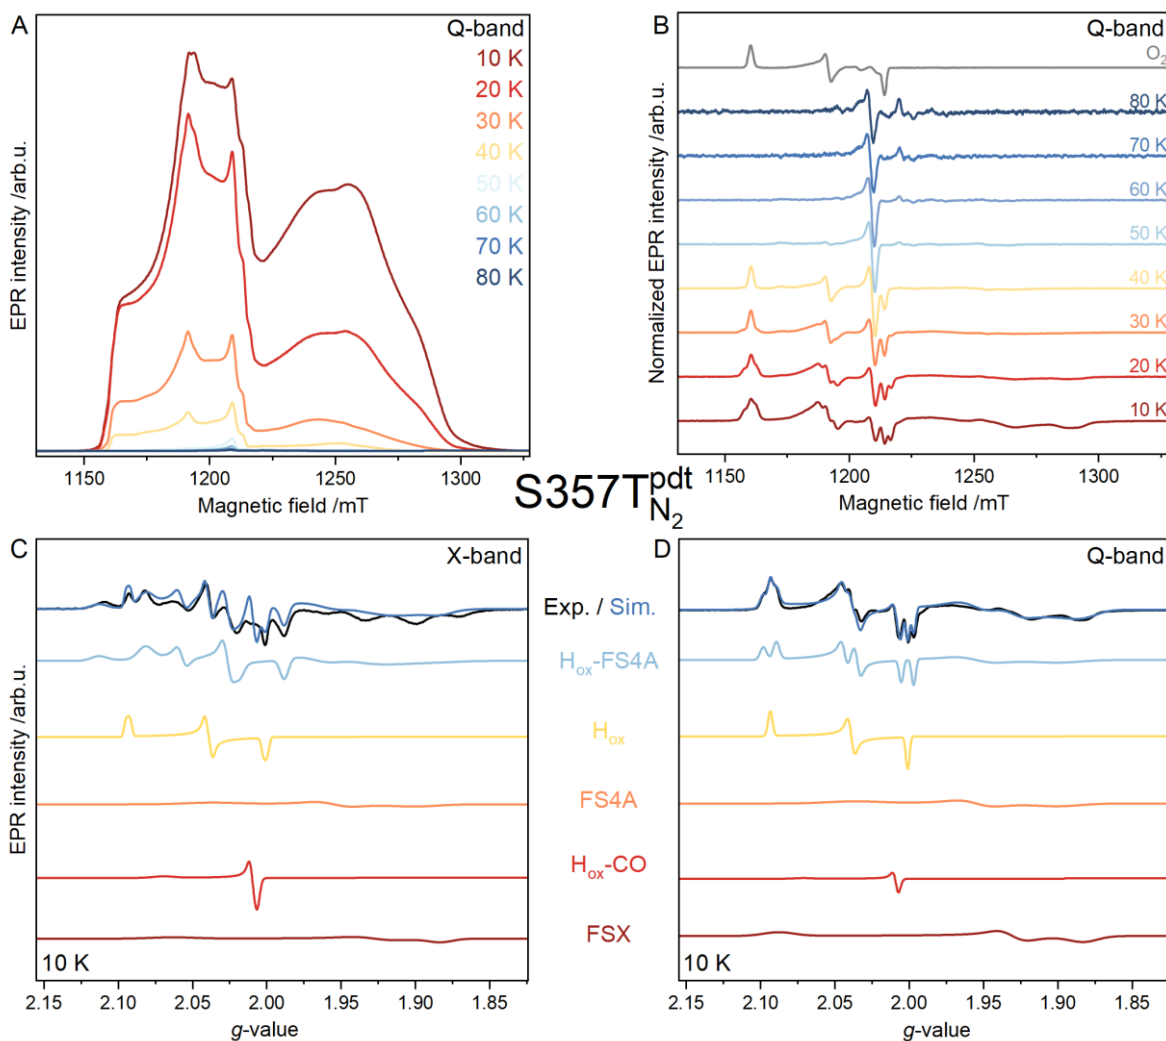 A
Q-band
10 K
20 K
30 K
40 K
50 K
60 K
70 K
80 K
EPR intensity /arb.u.
1150
1200
1250
1300
Magnetic field /mT
B
Q-band
O₂
80 K
70 K
60 K
50 K
40 K
30 K
20 K
10 K
Normalized EPR intensity/arb.u.
1150
1200
1250
1300
Magnetic field /mT
S357T pdt N₂
C
X-band
EPR intensity /arb.u.
10 K
2.15
2.10
2.05
2.00
1.95
1.90
1.85
g-value
Exp. / Sim.
Hox-FS4A
Hox
FS4A
Hox-CO
FSX
D
Q-band
10 K
2.15
2.10
2.05
2.00
1.95
1.90
1.85
g-value